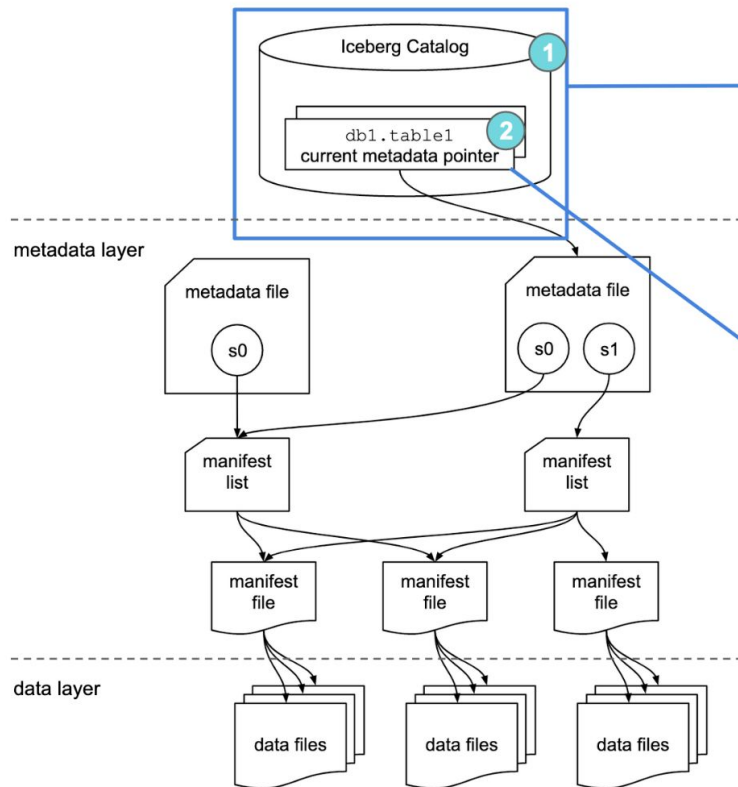 Iceberg Catalog
1
db1.table1
2
current metadata pointer
metadata layer
metadata file
s0
metadata file
s0
s1
manifest
list
manifest
list
manifest
file
manifest
file
manifest
file
data layer
data files
data files
data files